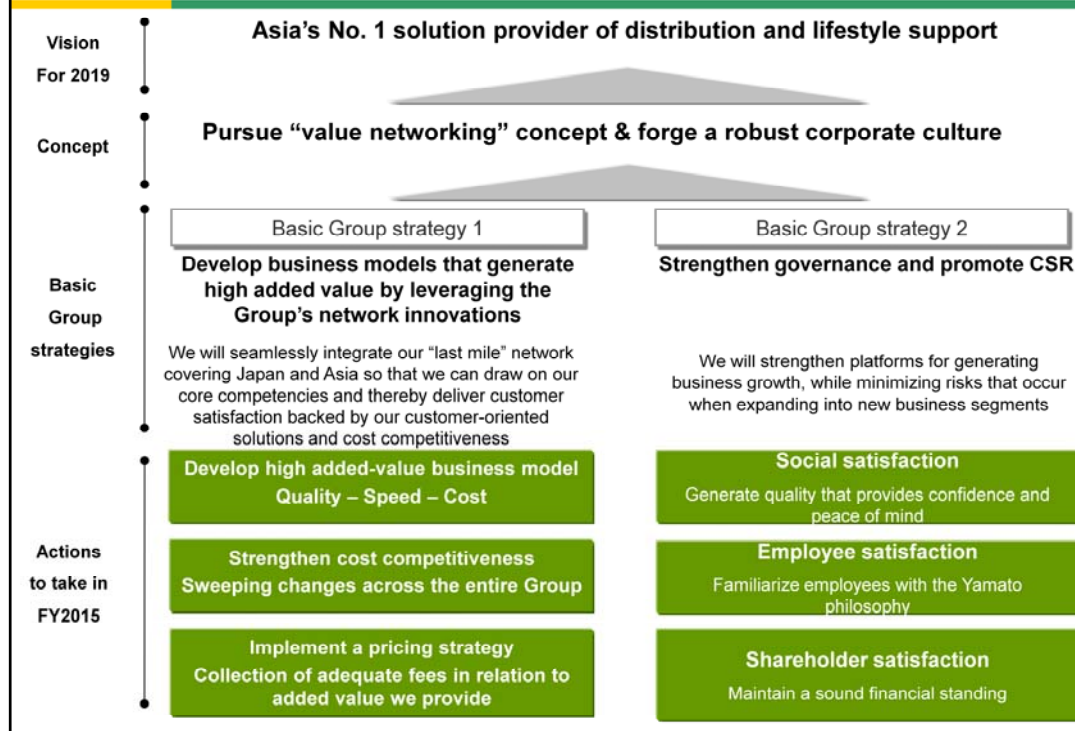 Vision
For 2019
Asia's No. 1 solution provider of distribution and lifestyle support
Concept
Pursue “value networking” concept & forge a robust corporate culture
Basic
Group
strategies
Basic Group strategy 1
Develop business models that generate
high added value by leveraging the
Group's network innovations
We will seamlessly integrate our “last mile” network
covering Japan and Asia so that we can draw on our
core competencies and thereby deliver customer
satisfaction backed by our customer-oriented
solutions and cost competitiveness
Basic Group strategy 2
Strengthen governance and promote CSR
We will strengthen platforms for generating
business growth, while minimizing risks that occur
when expanding into new business segments
Actions
to take in
FY2015
Develop high added-value business model
Quality – Speed – Cost
Strengthen cost competitiveness
Sweeping changes across the entire Group
Implement a pricing strategy
Collection of adequate fees in relation to
added value we provide
Social satisfaction
Generate quality that provides confidence and
peace of mind
Employee satisfaction
Familiarize employees with the Yamato
philosophy
Shareholder satisfaction
Maintain a sound financial standing